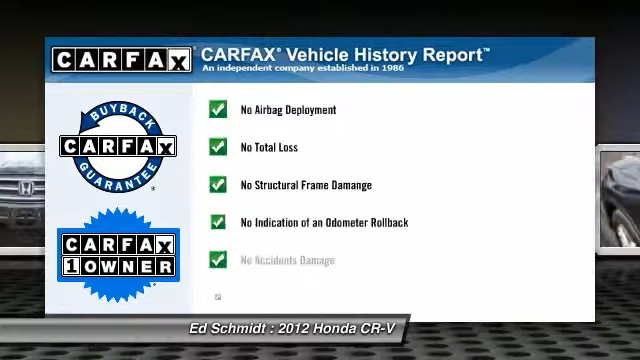 CARFAX CARFAX® Vehicle History Report™
An independent company established in 1986
BUYBACK
CARFAX
GUARANTEE
No Airbag Deployment
No Total Loss
No Structural Frame Damange
No Indication of an Odometer Rollback
No Accidents Damage
CARFAX
1 OWNER
Ed Schmidt : 2012 Honda CR-V